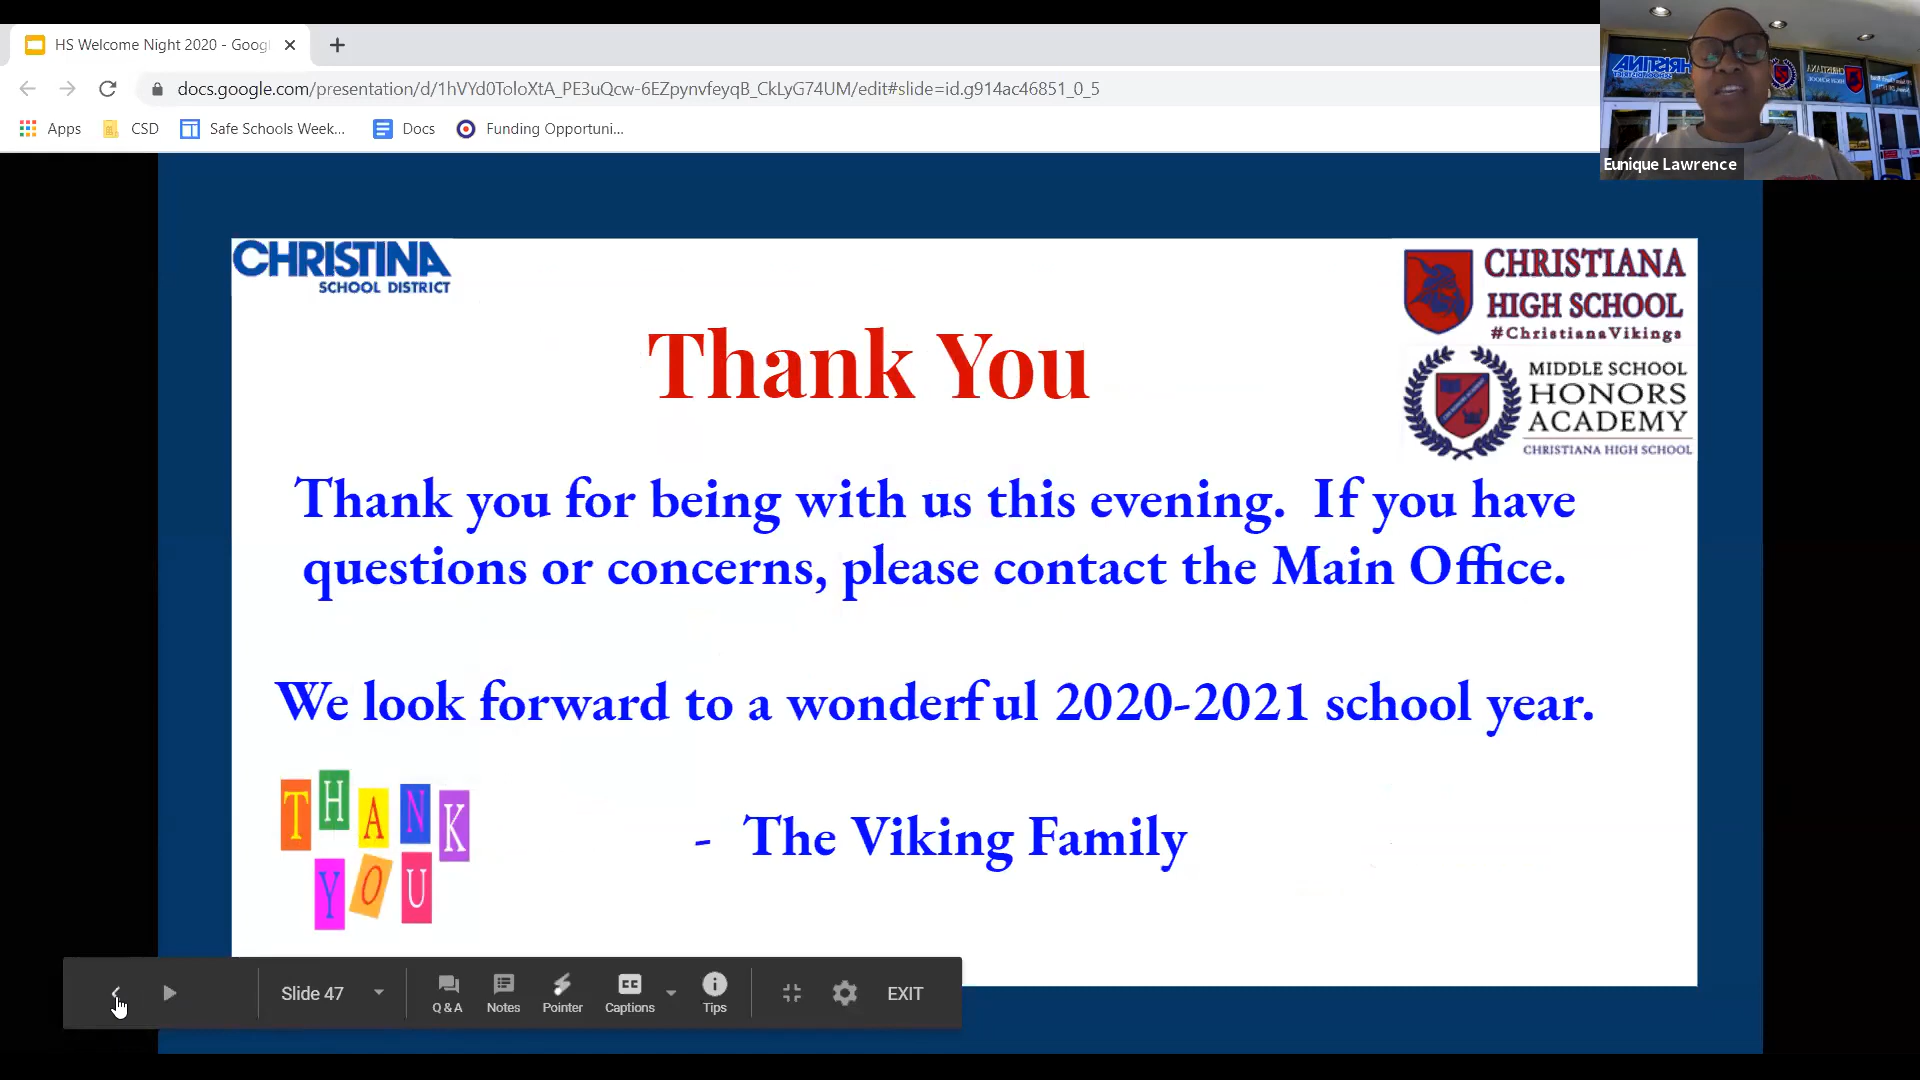 HS Welcome Night 2020 - Goog
docs.google.com/presentation/d/1hVYd0ToloXtA_PE3uQcw-6EZpynvfeyqB_CkLyG74UM/edit#slide=id.g914ac46851_0_5
Apps CSD Safe Schools Week... Docs Funding Opportuni...
Eunique Lawrence
CHRISTINA
SCHOOL DISTRICT
CHRISTIANA
HIGH SCHOOL
#ChristianaVikings
MIDDLE SCHOOL
HONORS
ACADEMY
CHRISTIANA HIGH SCHOOL
Thank You
Thank you for being with us this evening. If you have
questions or concerns, please contact the Main Office.
We look forward to a wonderful 2020-2021 school year.
- The Viking Family
THANK
YOU
Slide 47
Q & A Notes Pointer Captions Tips
EXIT